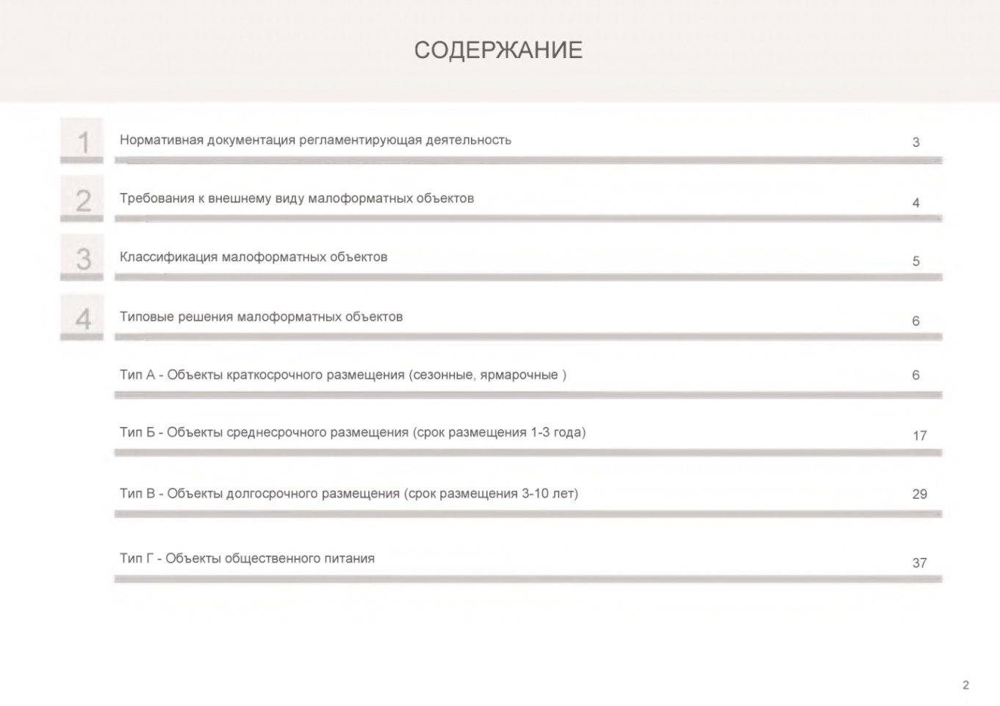 СОДЕРЖАНИЕ
1 Нормативная документация регламентирующая деятельность 3
2 Требования к внешнему виду малоформатных объектов 4
3 Классификация малоформатных объектов 5
4 Типовые решения малоформатных объектов 6
Тип А - Объекты краткосрочного размещения (сезонные, ярмарочные ) 6
Тип Б - Объекты среднесрочного размещения (срок размещения 1-3 года) 17
Тип В - Объекты долгосрочного размещения (срок размещения 3-10 лет) 29
Тип Г - Объекты общественного питания 37
2